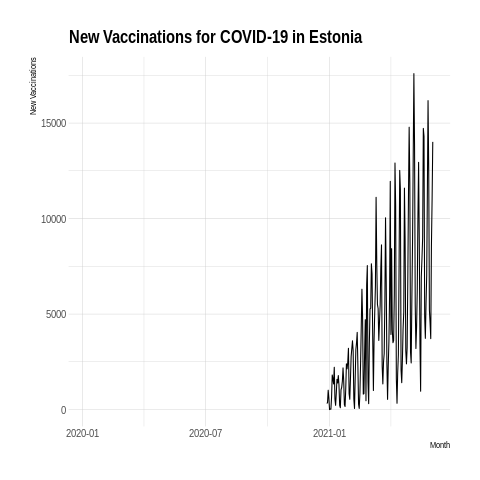 New Vaccinations for COVID-19 in Estonia
New Vaccinations
15000
10000
5000
0
2020-01
2020-07
2021-01
Month